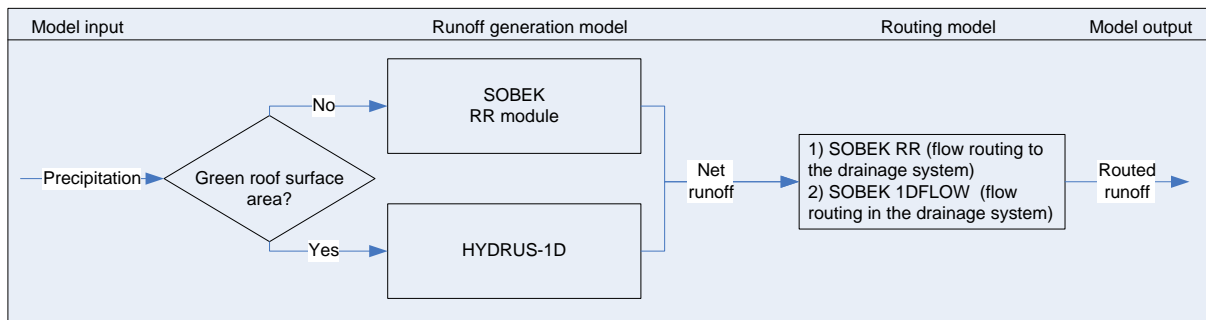 Model input
Runoff generation model
Routing model
Model output
Precipitation
Green roof surface
area?
No
Yes
SOBEK
RR module
HYDRUS-1D
Net
runoff
1) SOBEK RR (flow routing to
the drainage system)
2) SOBEK 1DFLOW (flow
routing in the drainage system)
Routed
runoff